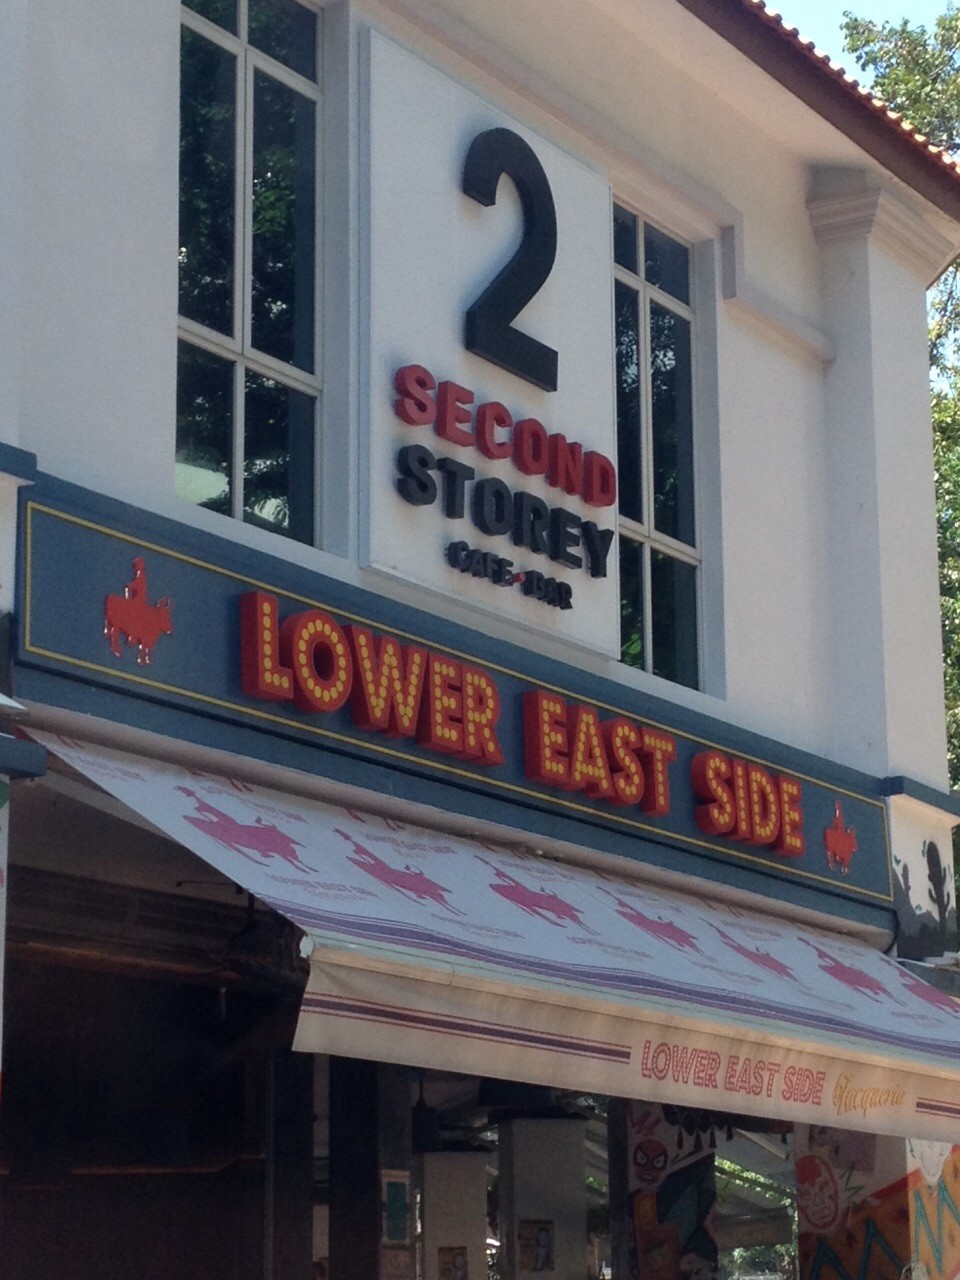 2
SECOND
STOREY
CAFE • BAR
LOWER EAST SIDE
LOWER EAST SIDE Tacqueria